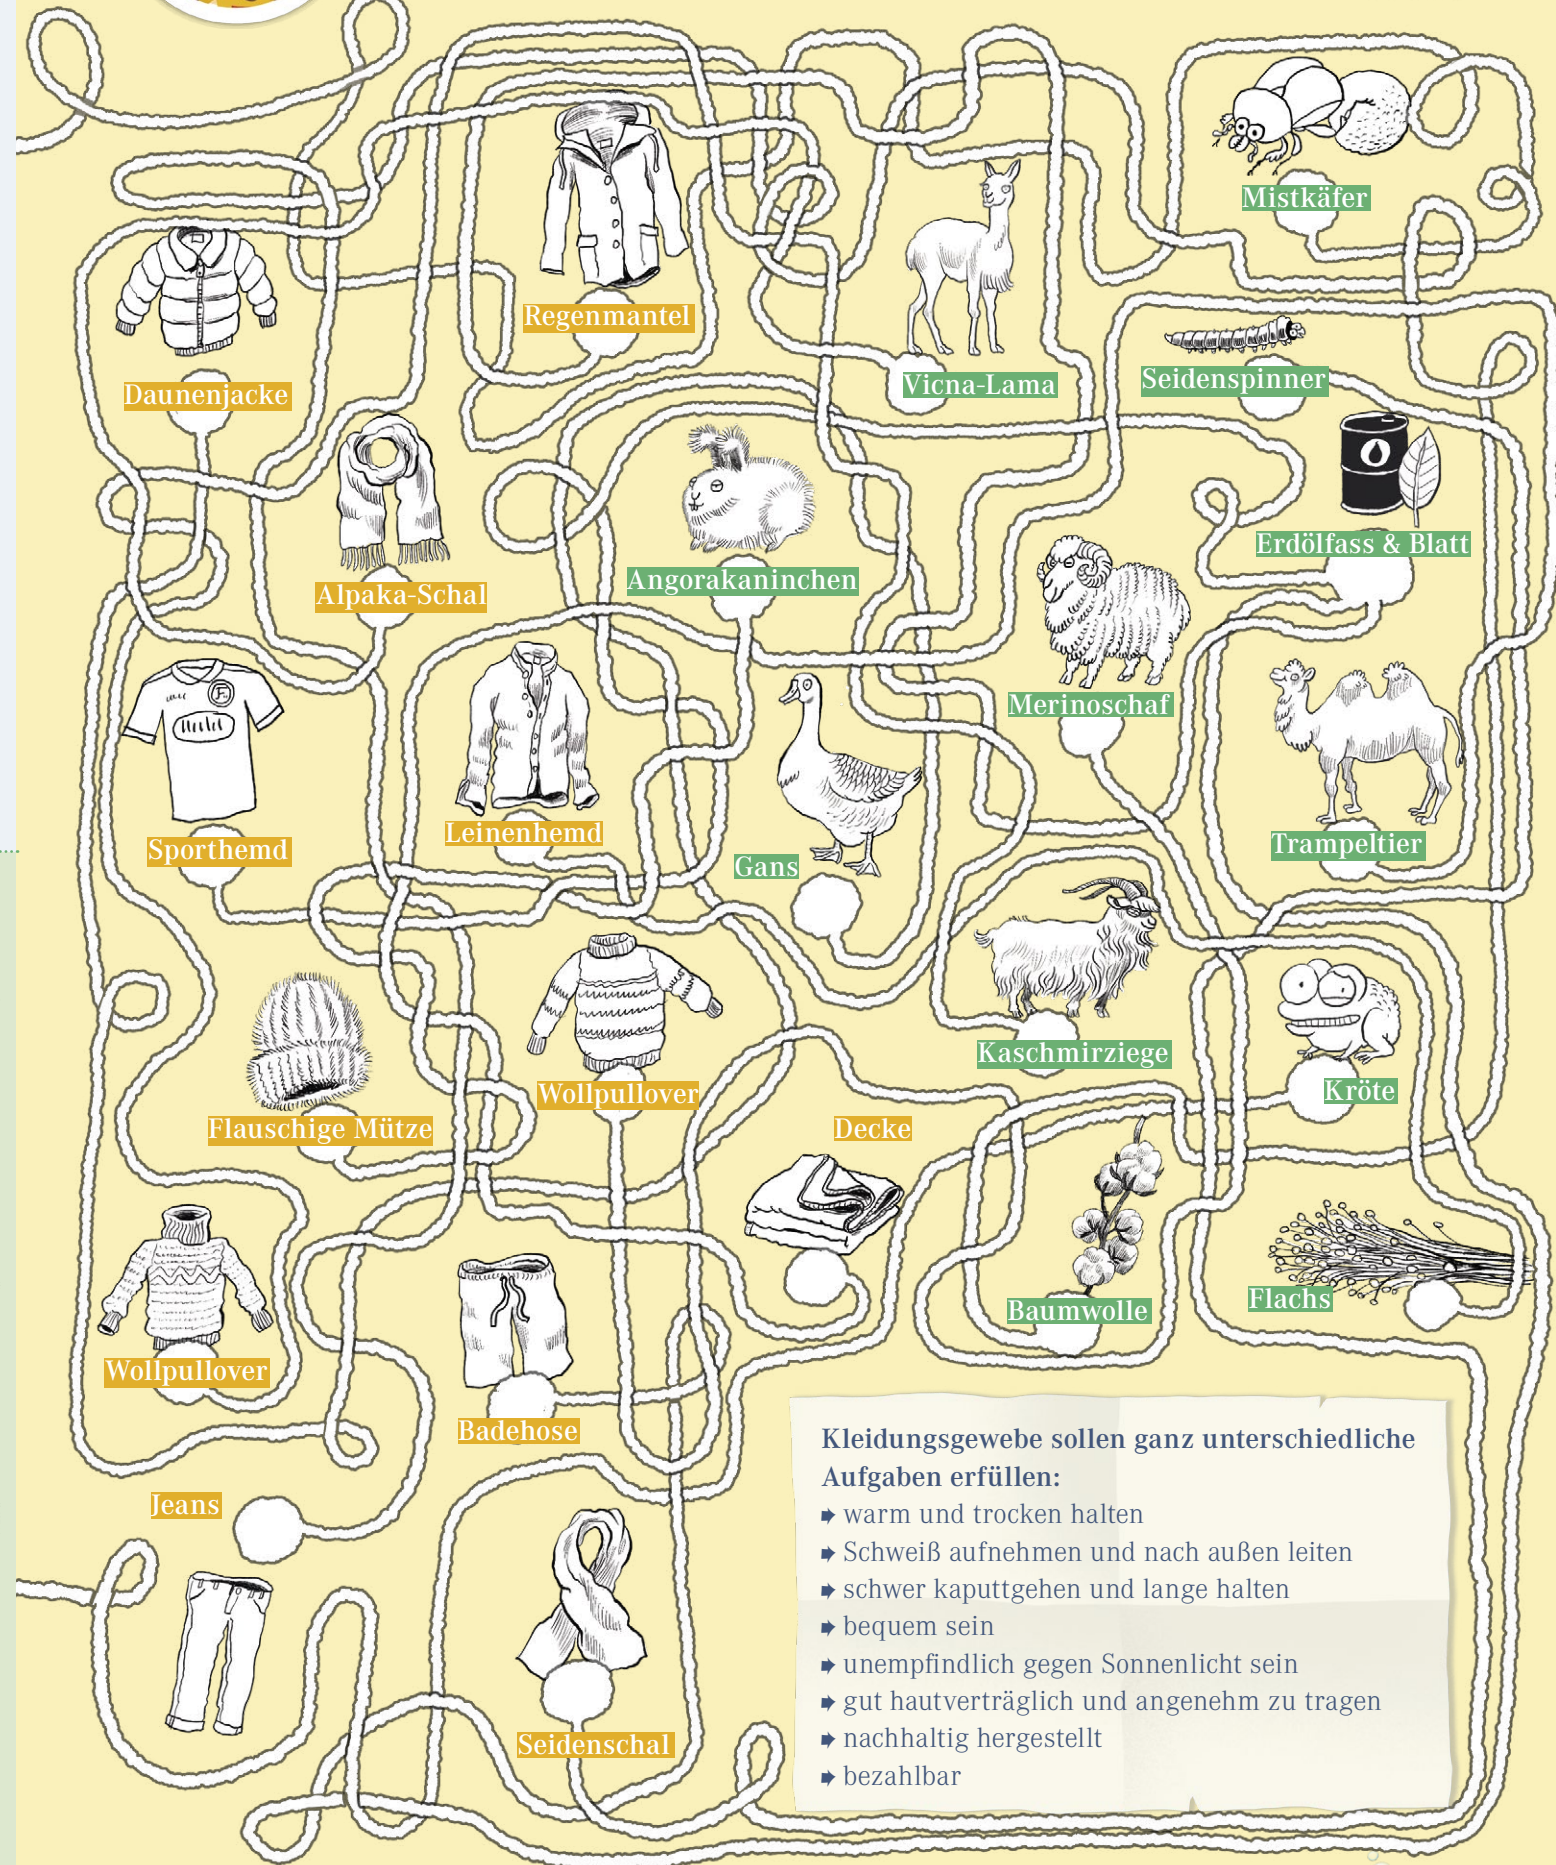 Mistkäfer
Regenmantel
Vicna-Lama
Seidenspinner
Daunenjacke
Erdölfass & Blatt
Alpaka-Schal
Angorakaninchen
Merinoschaf
Sporthemd
Leinenhemd
Gans
Trampeltier
Kaschmirziege
Wollpullover
Kröte
Flauschige Mütze
Decke
Baumwolle
Flachs
Wollpullover
Badehose
Jeans
Seidenschal
Kleidungsgewebe sollen ganz unterschiedliche
Aufgaben erfüllen:
➧ warm und trocken halten
➧ Schweiß aufnehmen und nach außen leiten
➧ schwer kaputtgehen und lange halten
➧ bequem sein
➧ unempfindlich gegen Sonnenlicht sein
➧ gut hautverträglich und angenehm zu tragen
➧ nachhaltig hergestellt
➧ bezahlbar